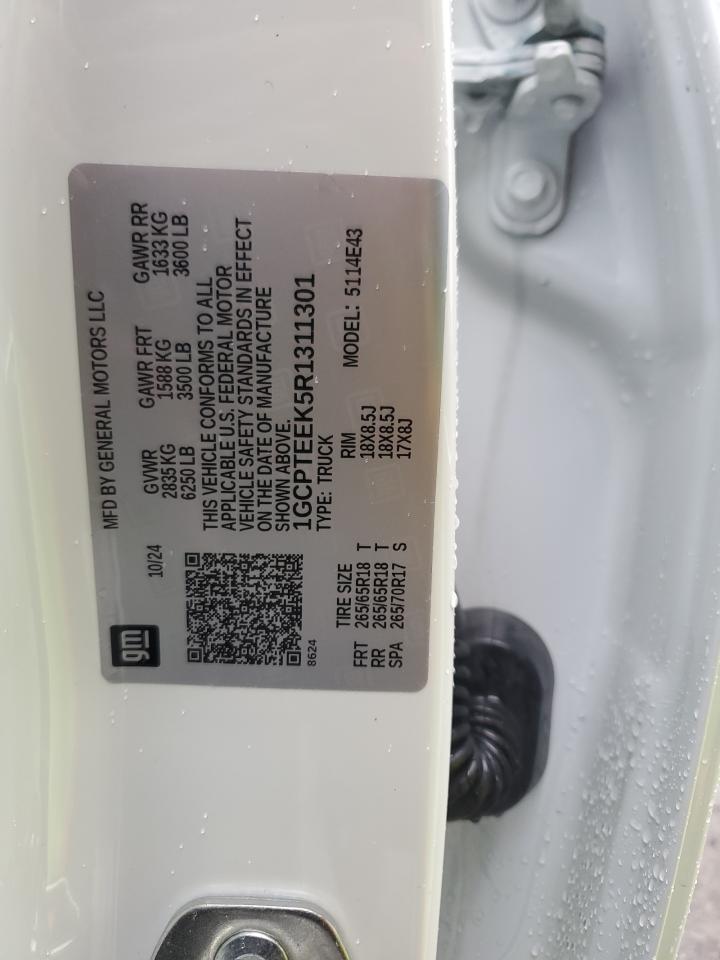 MFD BY GENERAL MOTORS LLC
gm
10/24
GVWR GAWR FRT GAWR RR
2835 KG 1588 KG 1633 KG
6250 LB 3500 LB 3600 LB
THIS VEHICLE CONFORMS TO ALL
APPLICABLE U.S. FEDERAL MOTOR
VEHICLE SAFETY STANDARDS IN EFFECT
ON THE DATE OF MANUFACTURE
SHOWN ABOVE.
1GCPTEEK5R1311301
TYPE: TRUCK
8624
MODEL: 5114E43
TIRE SIZE RIM
FRT 265/65R18 T 18X8.5J
RR 265/65R18 T 18X8.5J
SPA 265/70R17 S 17X8J